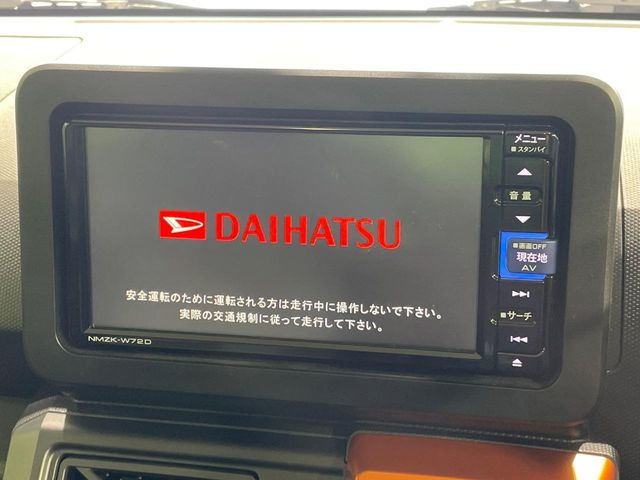 DAIHATSU
安全運転のために運転される方は走行中に操作しないで下さい。
実際の交通規制に従って走行して下さい。
NMZK-W72D
メニュー
■スタンバイ
音量
■画面OFF
現在地
AV
■サーチ